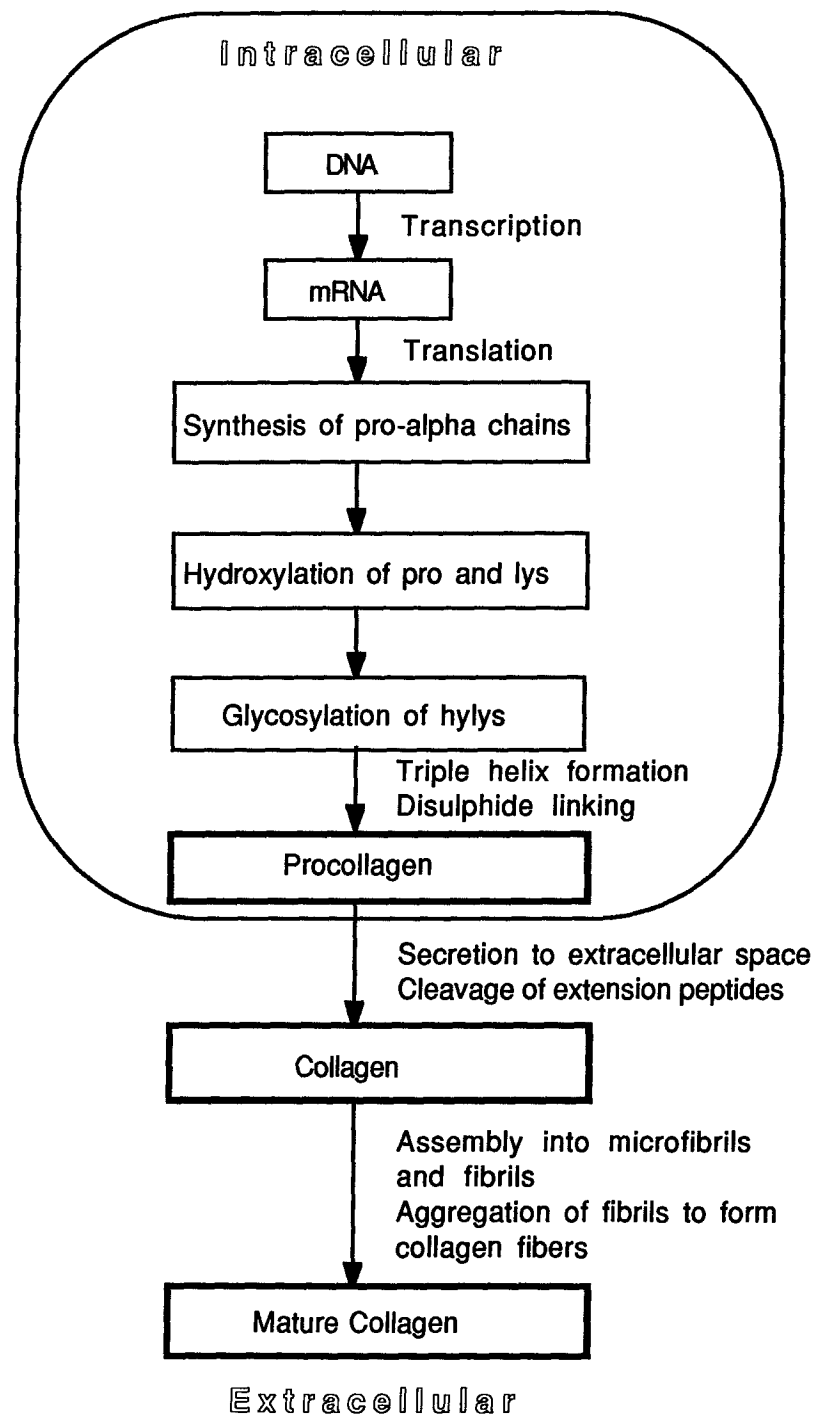 Intracellular
DNA
Transcription
mRNA
Translation
Synthesis of pro-alpha chains
Hydroxylation of pro and lys
Glycosylation of hylys
Triple helix formation
Disulphide linking
Procollagen
Secretion to extracellular space
Cleavage of extension peptides
Collagen
Assembly into microfibrils
and fibrils
Aggregation of fibrils to form
collagen fibers
Mature Collagen
Extracellular